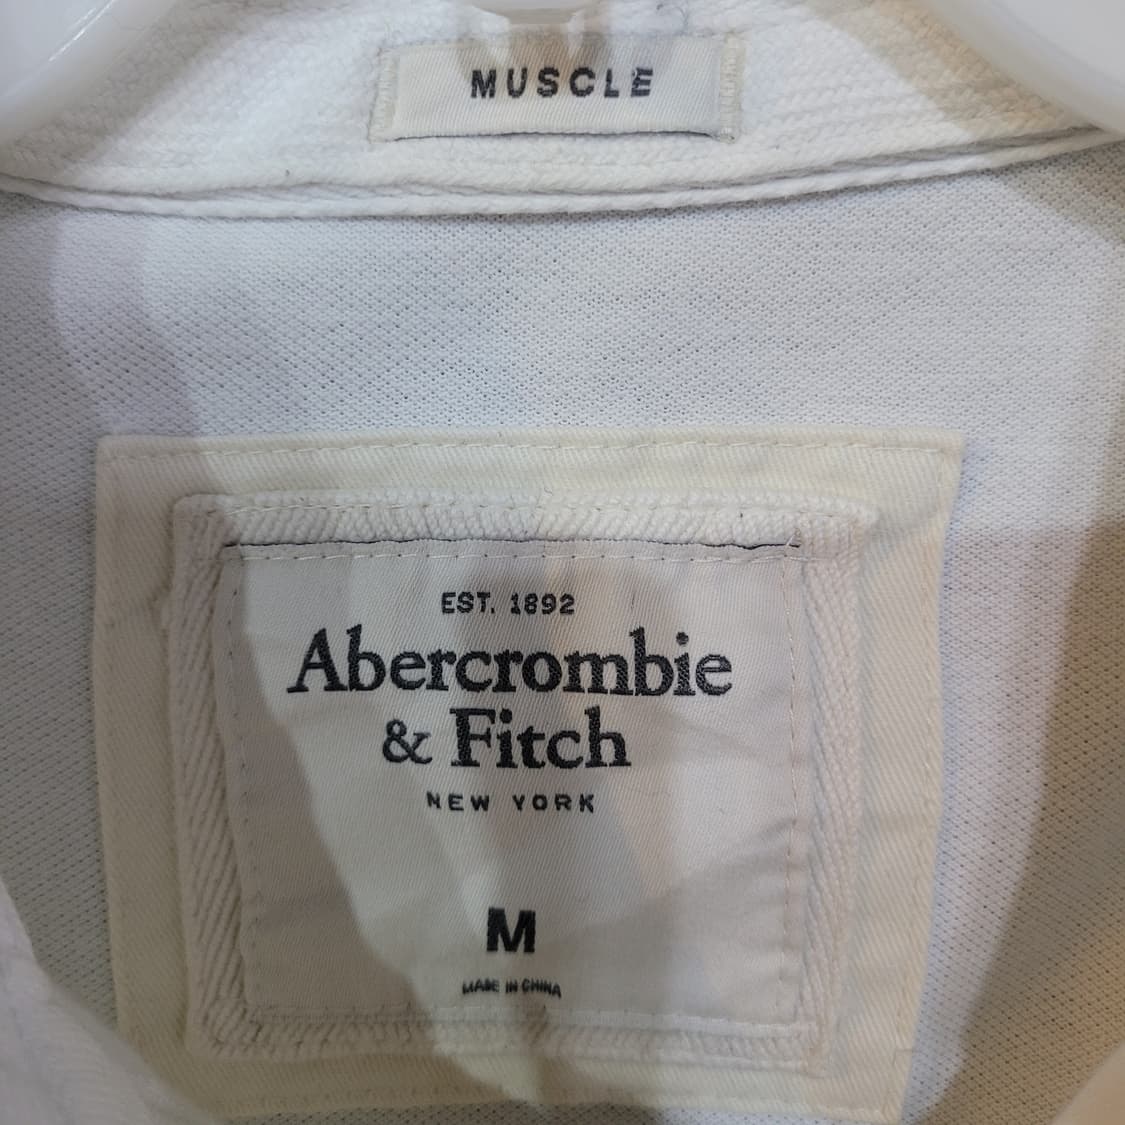 MUSCLE
EST. 1892
Abercrombie
& Fitch
NEW YORK
M
MADE IN CHINA